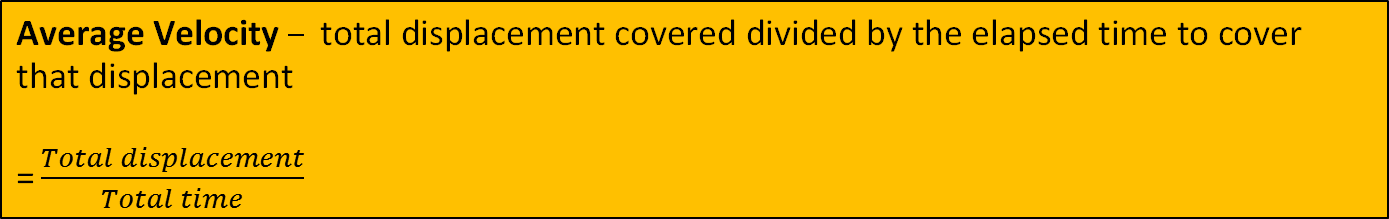 Average Velocity – total displacement covered divided by the elapsed time to cover
that displacement
= Total displacement
Total time